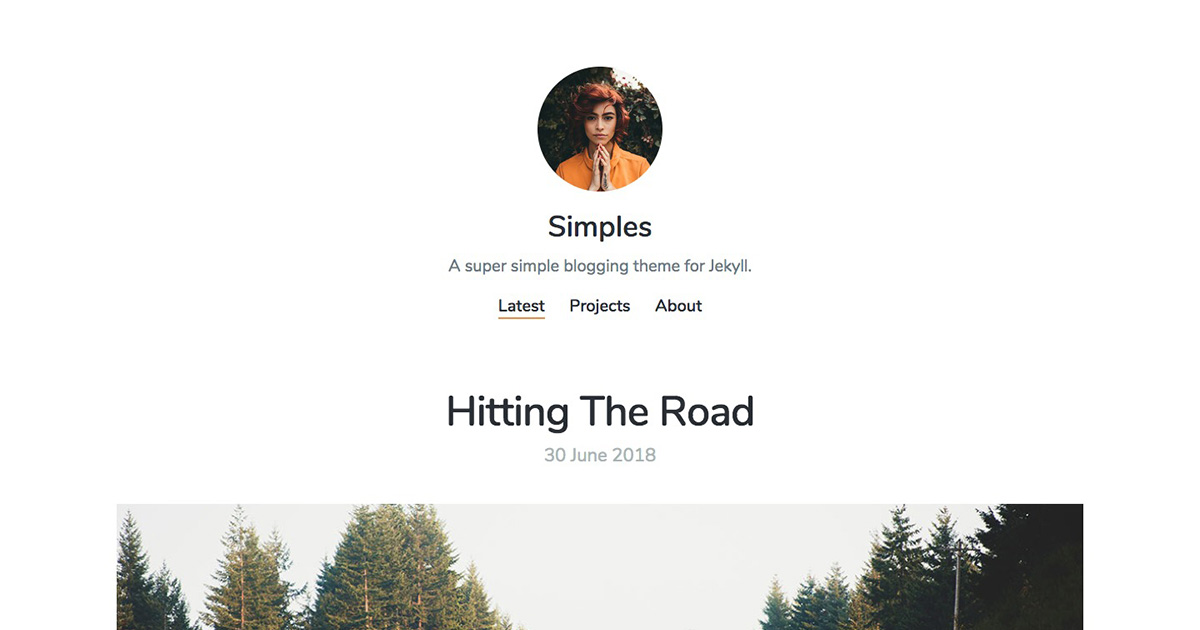 Simples
A super simple blogging theme for Jekyll.
Latest Projects About
Hitting The Road
30 June 2018